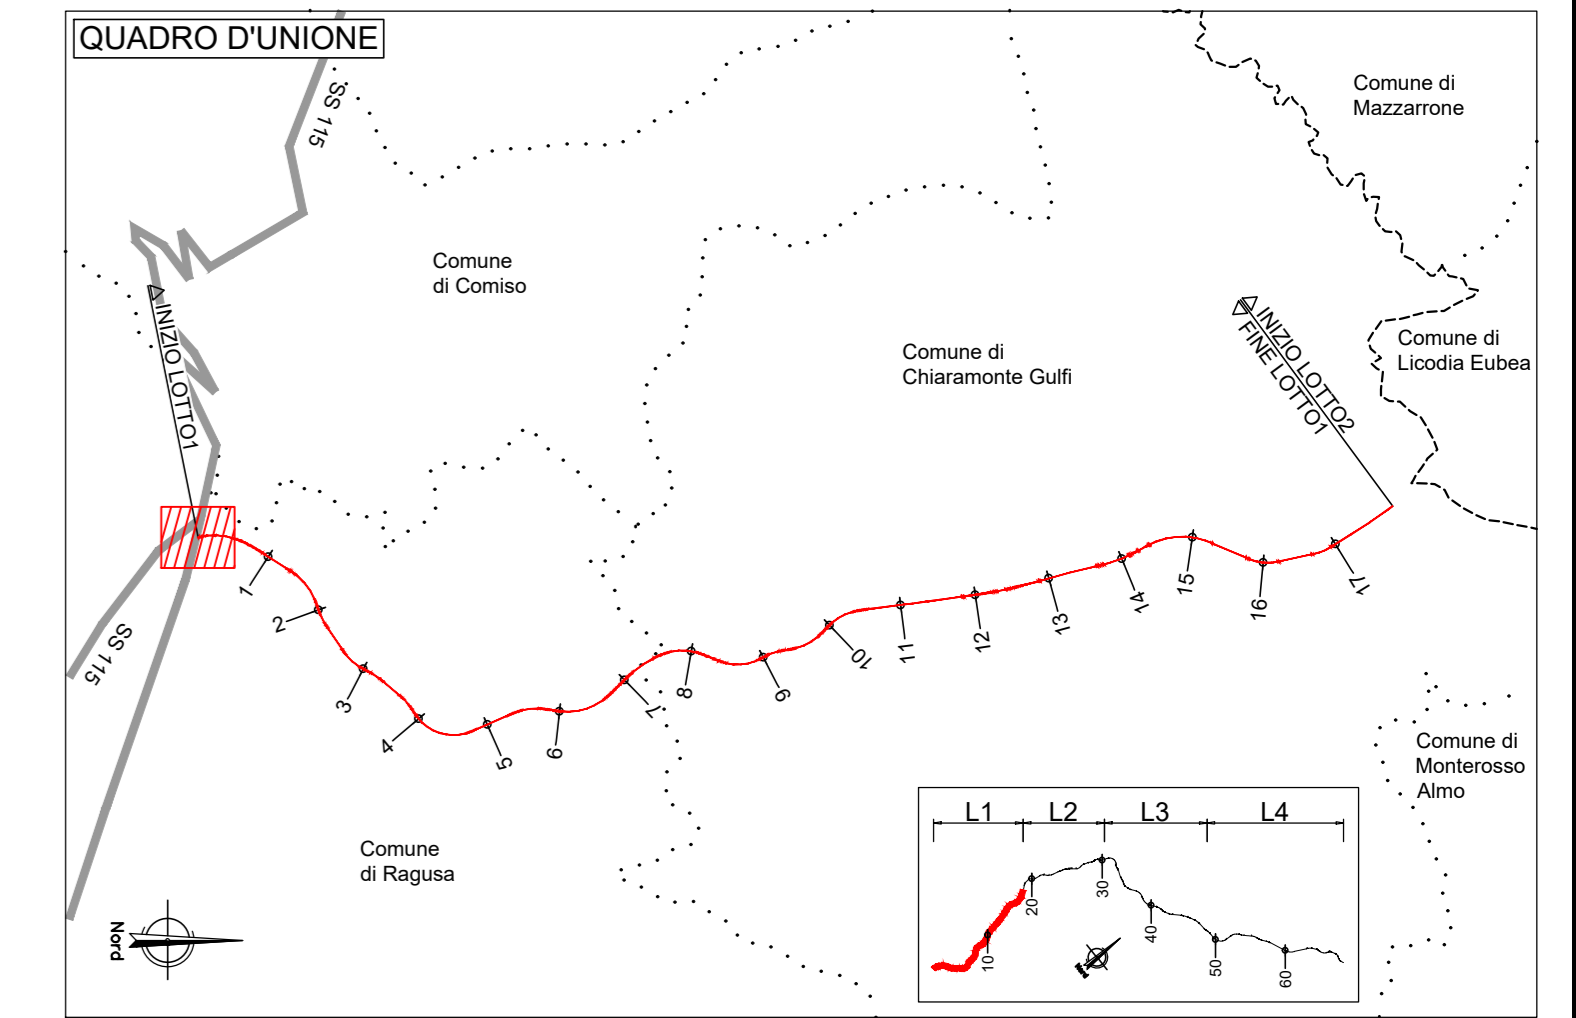 QUADRO D'UNIONE
SS 115
Comune di
Mazzarrone
Comune
di Comiso
INIZIO LOTTO1
Comune di
Chiaramonte Gulfi
INIZIO LOTTO2
FINE LOTTO1
Comune di
Licodia Eubea
SS 115
1
2
3
4
5
6
7
8
9
10
11
12
13
14
15
16
17
Comune di
Monterosso
Almo
Comune
di Ragusa
Nord
L1
L2
L3
L4
10
20
30
40
50
60